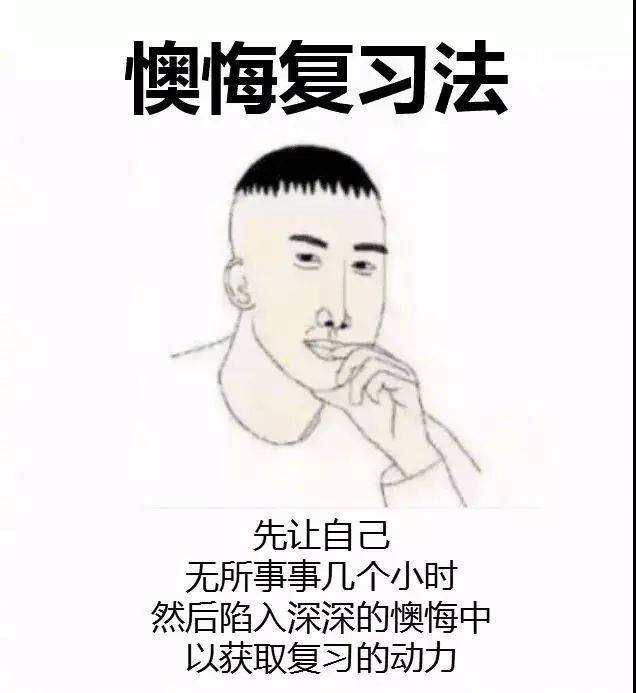 懊悔复习法
先让自己
无所事事几个小时
然后陷入深深的懊悔中
以获取复习的动力